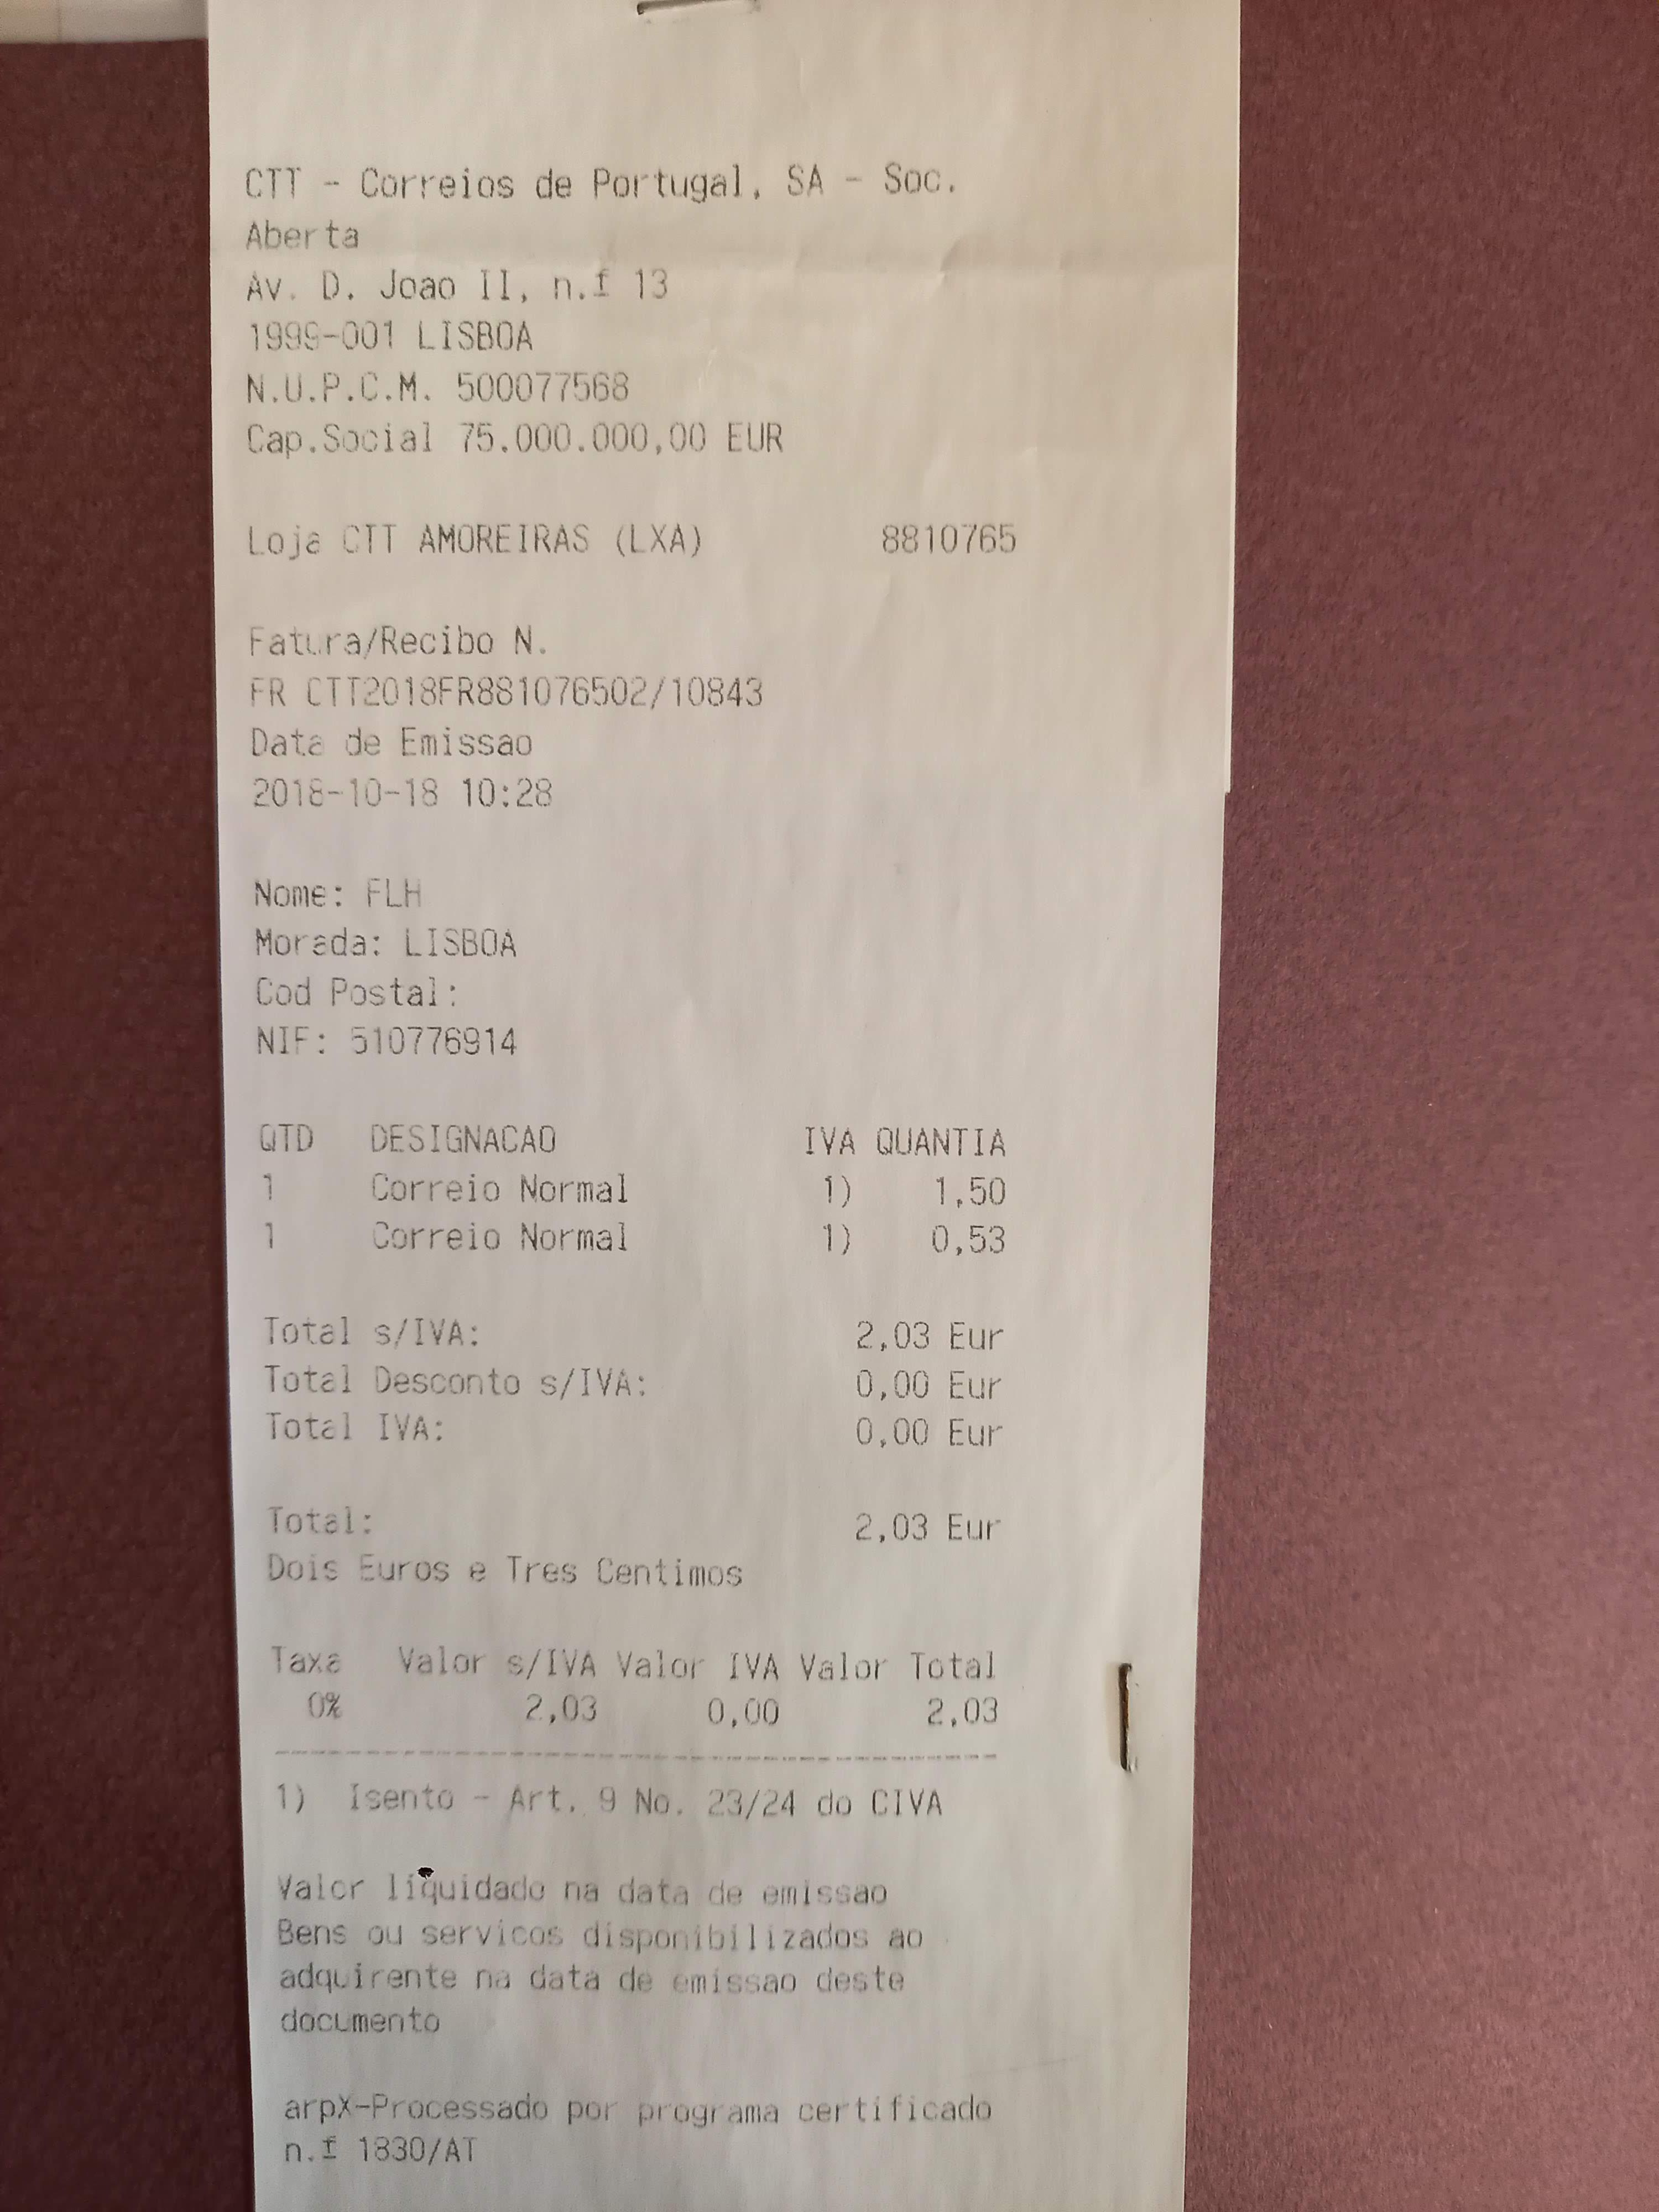 CTT - Correios de Portugal, SA - Soc.
Aberta
Av. D. Joao II, n.f 13
1999-001 LISBOA
N.U.P.C.M. 500077568
Cap.Social 75.000.000,00 EUR
Loja CTT AMOREIRAS (LXA) 8810765
Fatura/Recibo N.
FR CTT2018FR881076502/10843
Data de Emissao
2018-10-18 10:28
Nome: FLH
Morada: LISBOA
Cod Postal:
NIF: 510776914
QTD DESIGNACAO IVA QUANTIA
1 Correio Normal 1) 1,50
1 Correio Normal 1) 0,53
Total s/IVA: 2,03 Eur
Total Desconto s/IVA: 0,00 Eur
Total IVA: 0,00 Eur
Total: 2,03 Eur
Dois Euros e Tres Centimos
Taxa Valor s/IVA Valor IVA Valor Total
0% 2,03 0,00 2,03
1) Isento - Art. 9 No. 23/24 do CIVA
Valor liquidado na data de emissao
Bens ou servicos disponibilizados ao
adquirente na data de emissao deste
documento
arpX-Processado por programa certificado
n.f 1830/AT